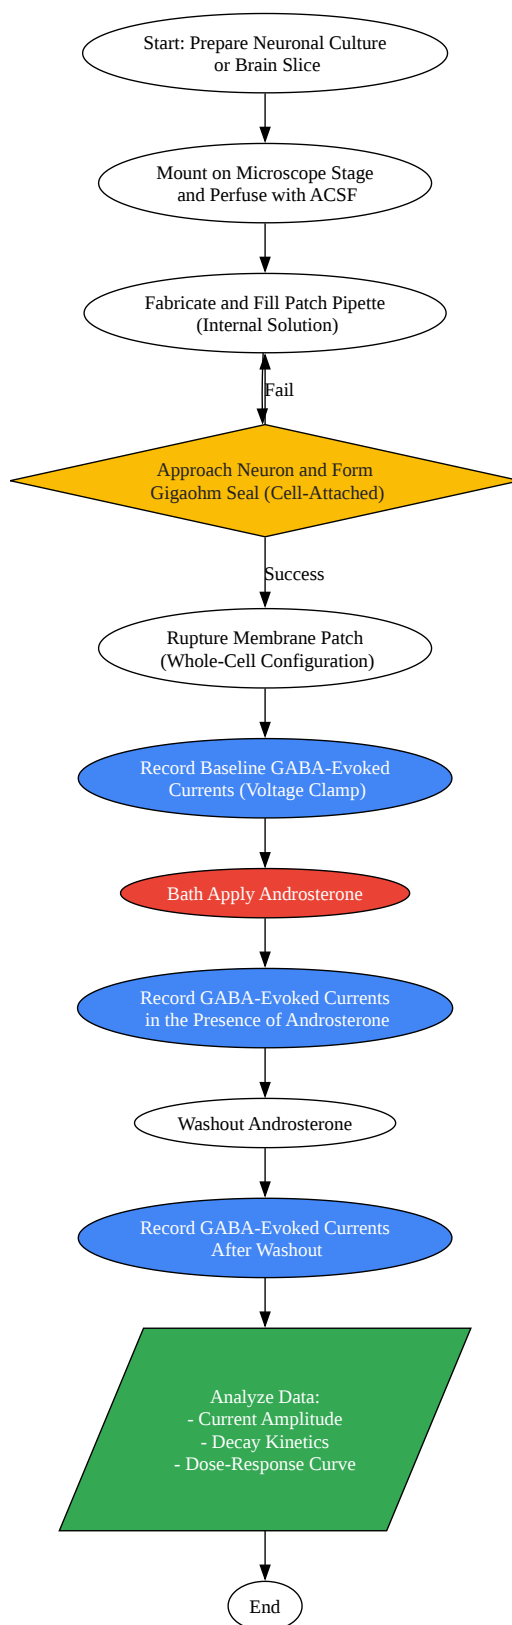 Start: Prepare Neuronal Culture
or Brain Slice
Mount on Microscope Stage
and Perfuse with ACSF
Fabricate and Fill Patch Pipette
(Internal Solution)
Fail
Approach Neuron and Form
Gigaohm Seal (Cell-Attached)
Success
Rupture Membrane Patch
(Whole-Cell Configuration)
Record Baseline GABA-Evoked
Currents (Voltage Clamp)
Bath Apply Androsterone
Record GABA-Evoked Currents
in the Presence of Androsterone
Washout Androsterone
Record GABA-Evoked Currents
After Washout
Analyze Data:
- Current Amplitude
- Decay Kinetics
- Dose-Response Curve
End